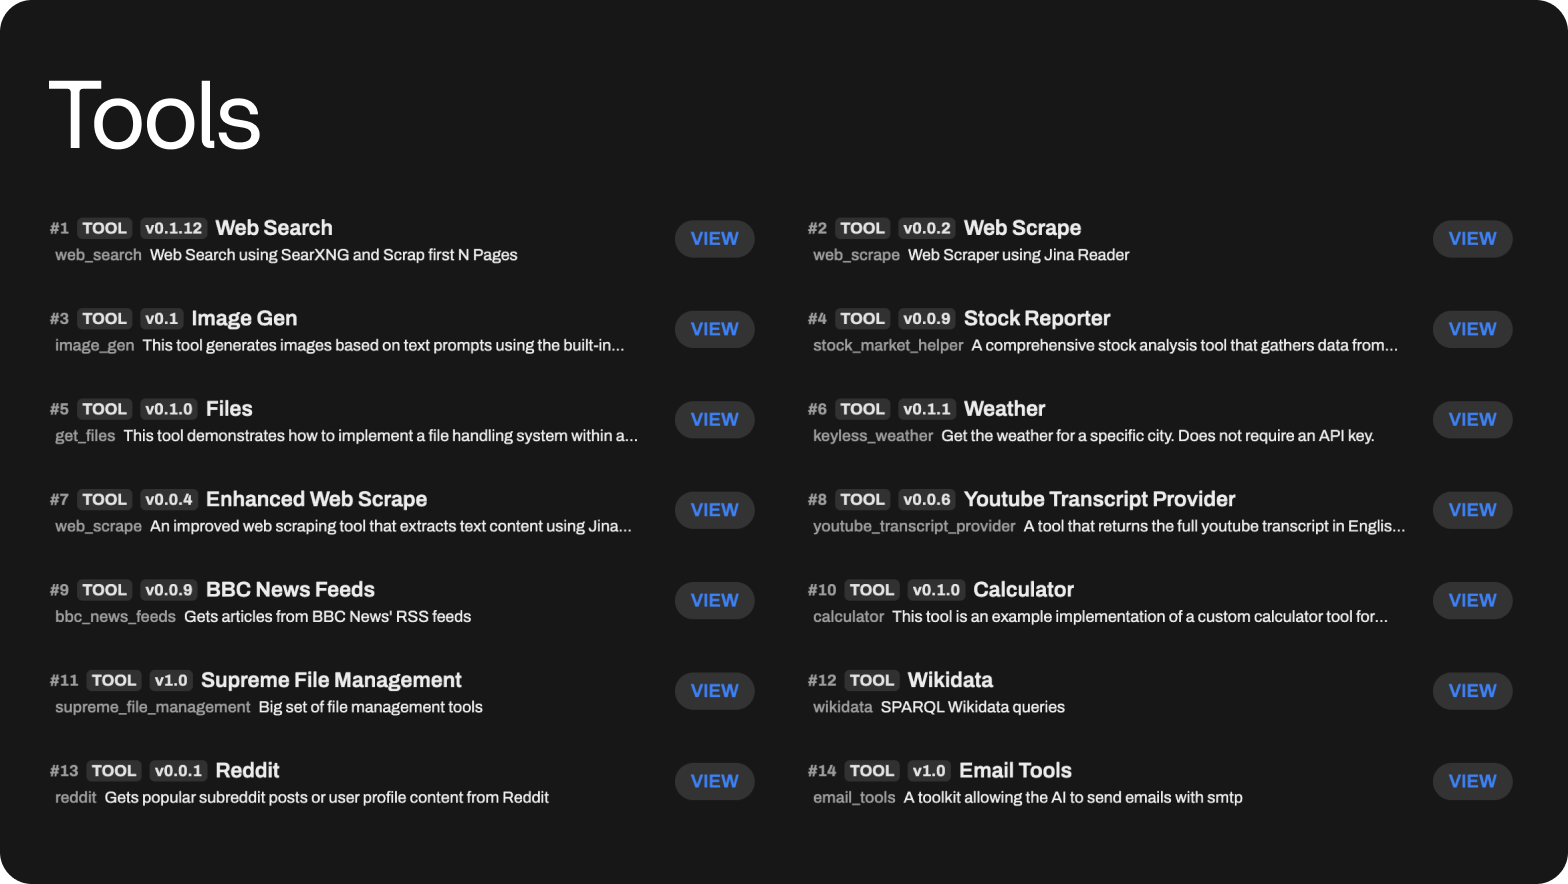 Tools
#1 TOOL v0.1.12 Web Search
web_search Web Search using SearXNG and Scrap first N Pages
VIEW
#2 TOOL v0.0.2 Web Scrape
web_scrape Web Scraper using Jina Reader
VIEW
#3 TOOL v0.1 Image Gen
image_gen This tool generates images based on text prompts using the built-in...
VIEW
#4 TOOL v0.0.9 Stock Reporter
stock_market_helper A comprehensive stock analysis tool that gathers data from...
VIEW
#5 TOOL v0.1.0 Files
get_files This tool demonstrates how to implement a file handling system within a...
VIEW
#6 TOOL v0.1.1 Weather
keyless_weather Get the weather for a specific city. Does not require an API key.
VIEW
#7 TOOL v0.0.4 Enhanced Web Scrape
web_scrape An improved web scraping tool that extracts text content using Jina...
VIEW
#8 TOOL v0.0.6 Youtube Transcript Provider
youtube_transcript_provider A tool that returns the full youtube transcript in Englis...
VIEW
#9 TOOL v0.0.9 BBC News Feeds
bbc_news_feeds Gets articles from BBC News' RSS feeds
VIEW
#10 TOOL v0.1.0 Calculator
calculator This tool is an example implementation of a custom calculator tool for...
VIEW
#11 TOOL v1.0 Supreme File Management
supreme_file_management Big set of file management tools
VIEW
#12 TOOL Wikidata
wikidata SPARQL Wikidata queries
VIEW
#13 TOOL v0.0.1 Reddit
reddit Gets popular subreddit posts or user profile content from Reddit
VIEW
#14 TOOL v1.0 Email Tools
email_tools A toolkit allowing the AI to send emails with smtp
VIEW